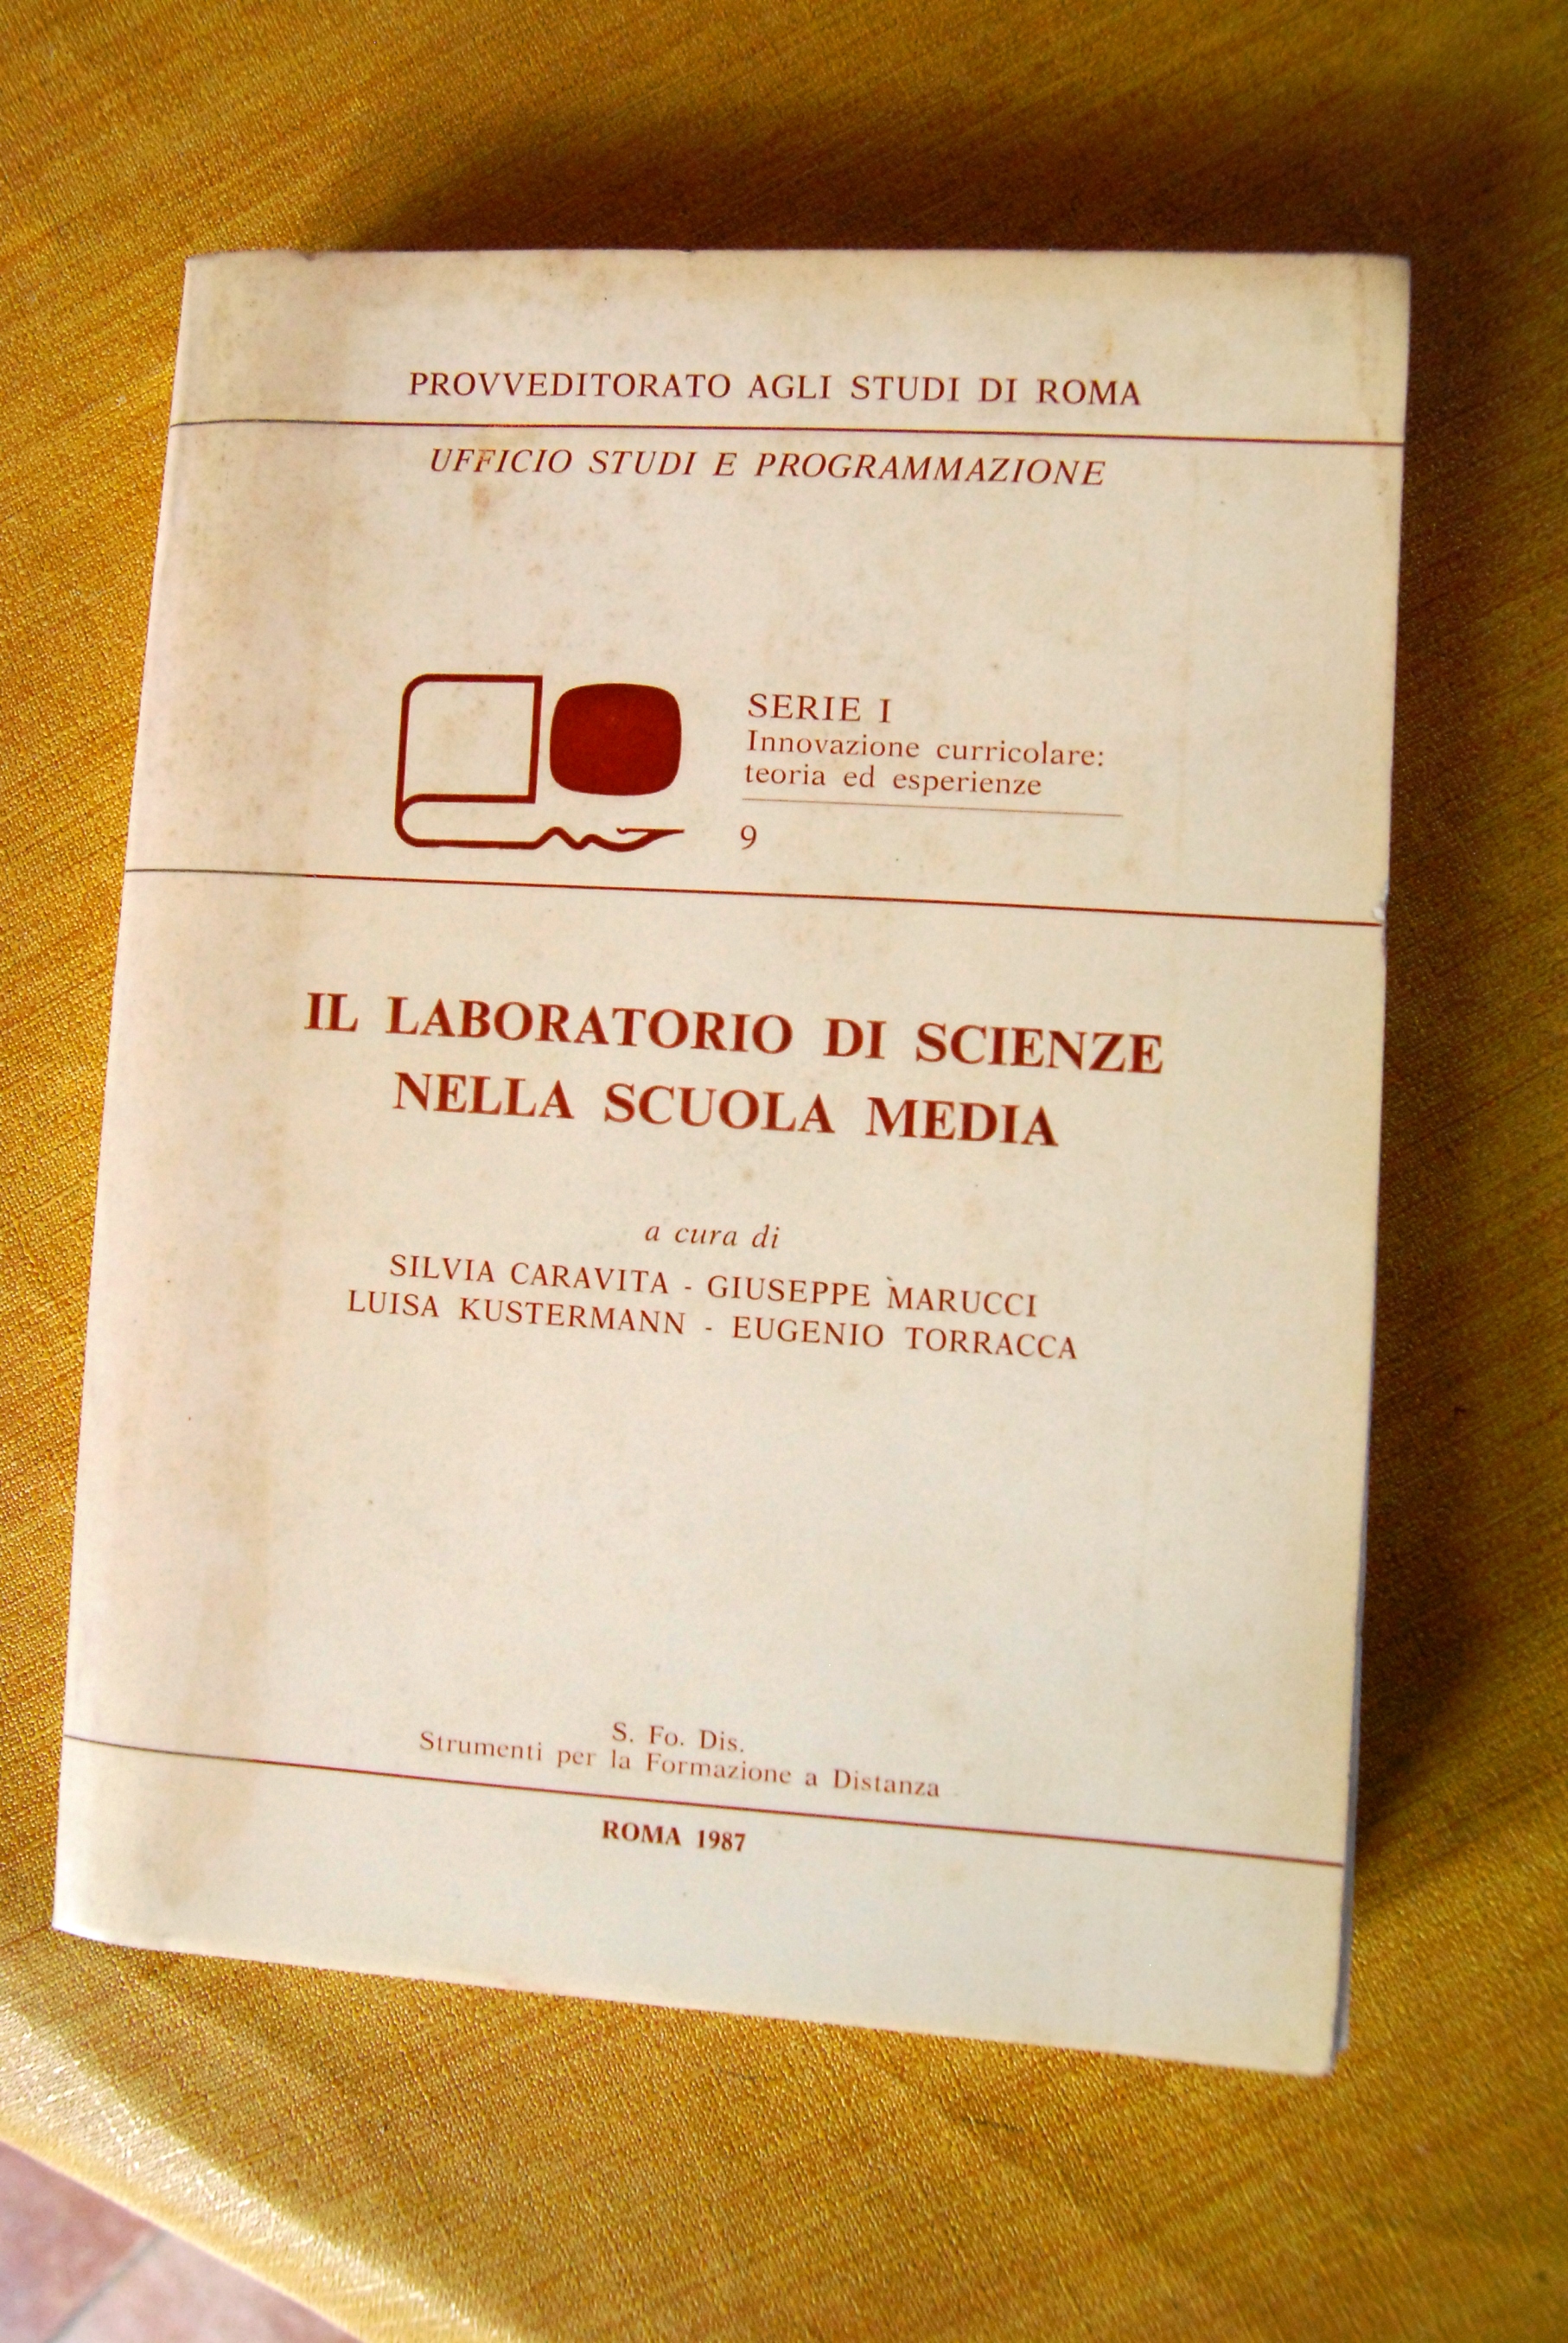 PROVVEDITORATO AGLI STUDI DI ROMA
UFFICIO STUDI E PROGRAMMAZIONE
SERIE I
Innovazione curricolare:
teoria ed esperienze
9
IL LABORATORIO DI SCIENZE
NELLA SCUOLA MEDIA
a cura di
SILVIA CARAVITA - GIUSEPPE MARUCCI
LUISA KUSTERMANN - EUGENIO TORRACCA
S. Fo. Dis.
Strumenti per la Formazione a Distanza
ROMA 1987